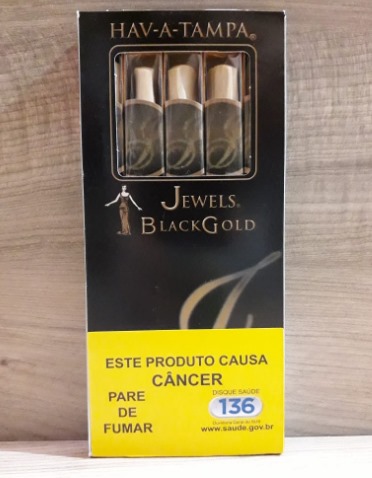 HAV-A-TAMPA®
JEWELS®
BLACKGOLD
ESTE PRODUTO CAUSA
CÂNCER
PARE
DE
FUMAR
DISQUE SAÚDE
136
www.saude.gov.br